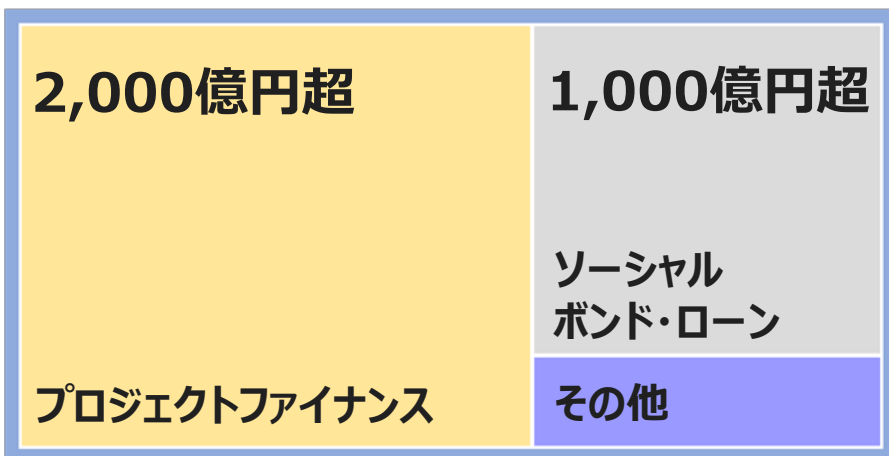 2,000億円超
プロジェクトファイナンス
1,000億円超
ソーシャル
ボンド・ローン
その他